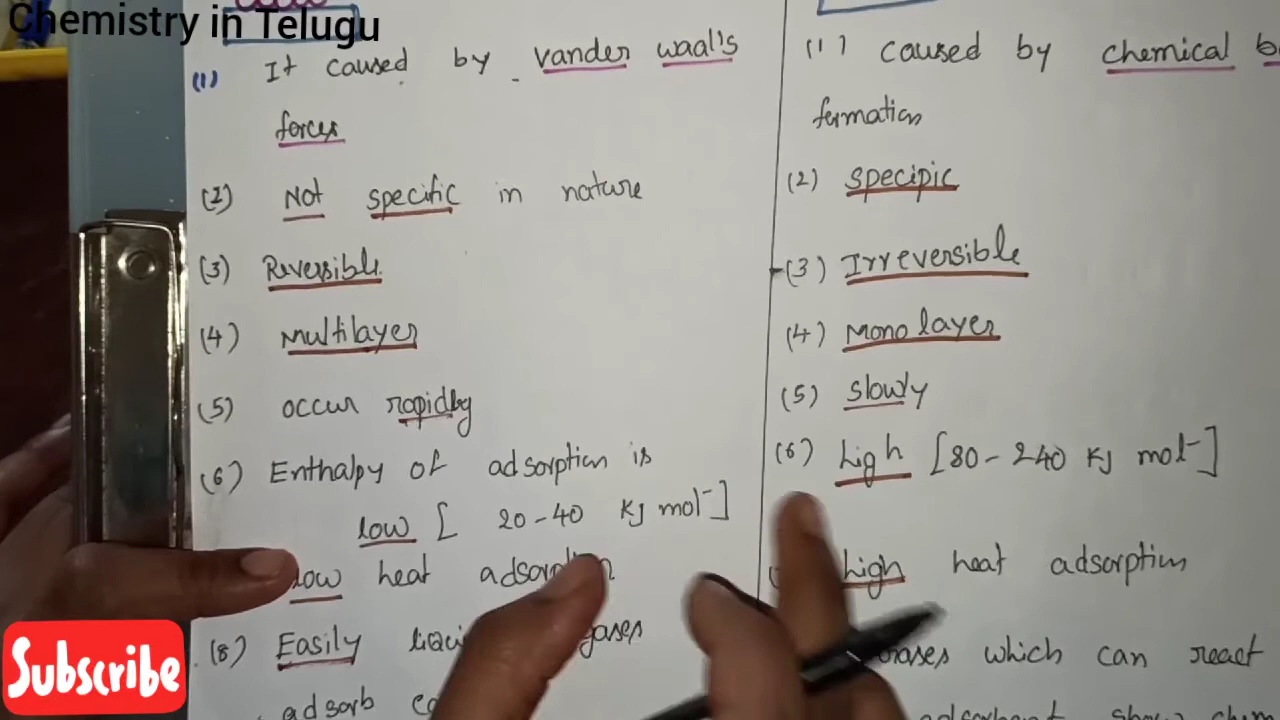 Chemistry in Telugu
(1) It caused by vander waal's
forces
(2) Not specific in nature
(3) Reversible
(4) Multilayer
(5) occur rapidly
(6) Enthalpy of adsorption is
low [ 20-40 KJ mol-]
low heat
(8) Easily gases
adsorb
(1) caused by chemical
formation
(2) specipic
(3) Irreversible
(4) Mono layer
(5) slowly
(6) high [80-240 KJ mol-]
high heat adsorption
which can react
Subscribe